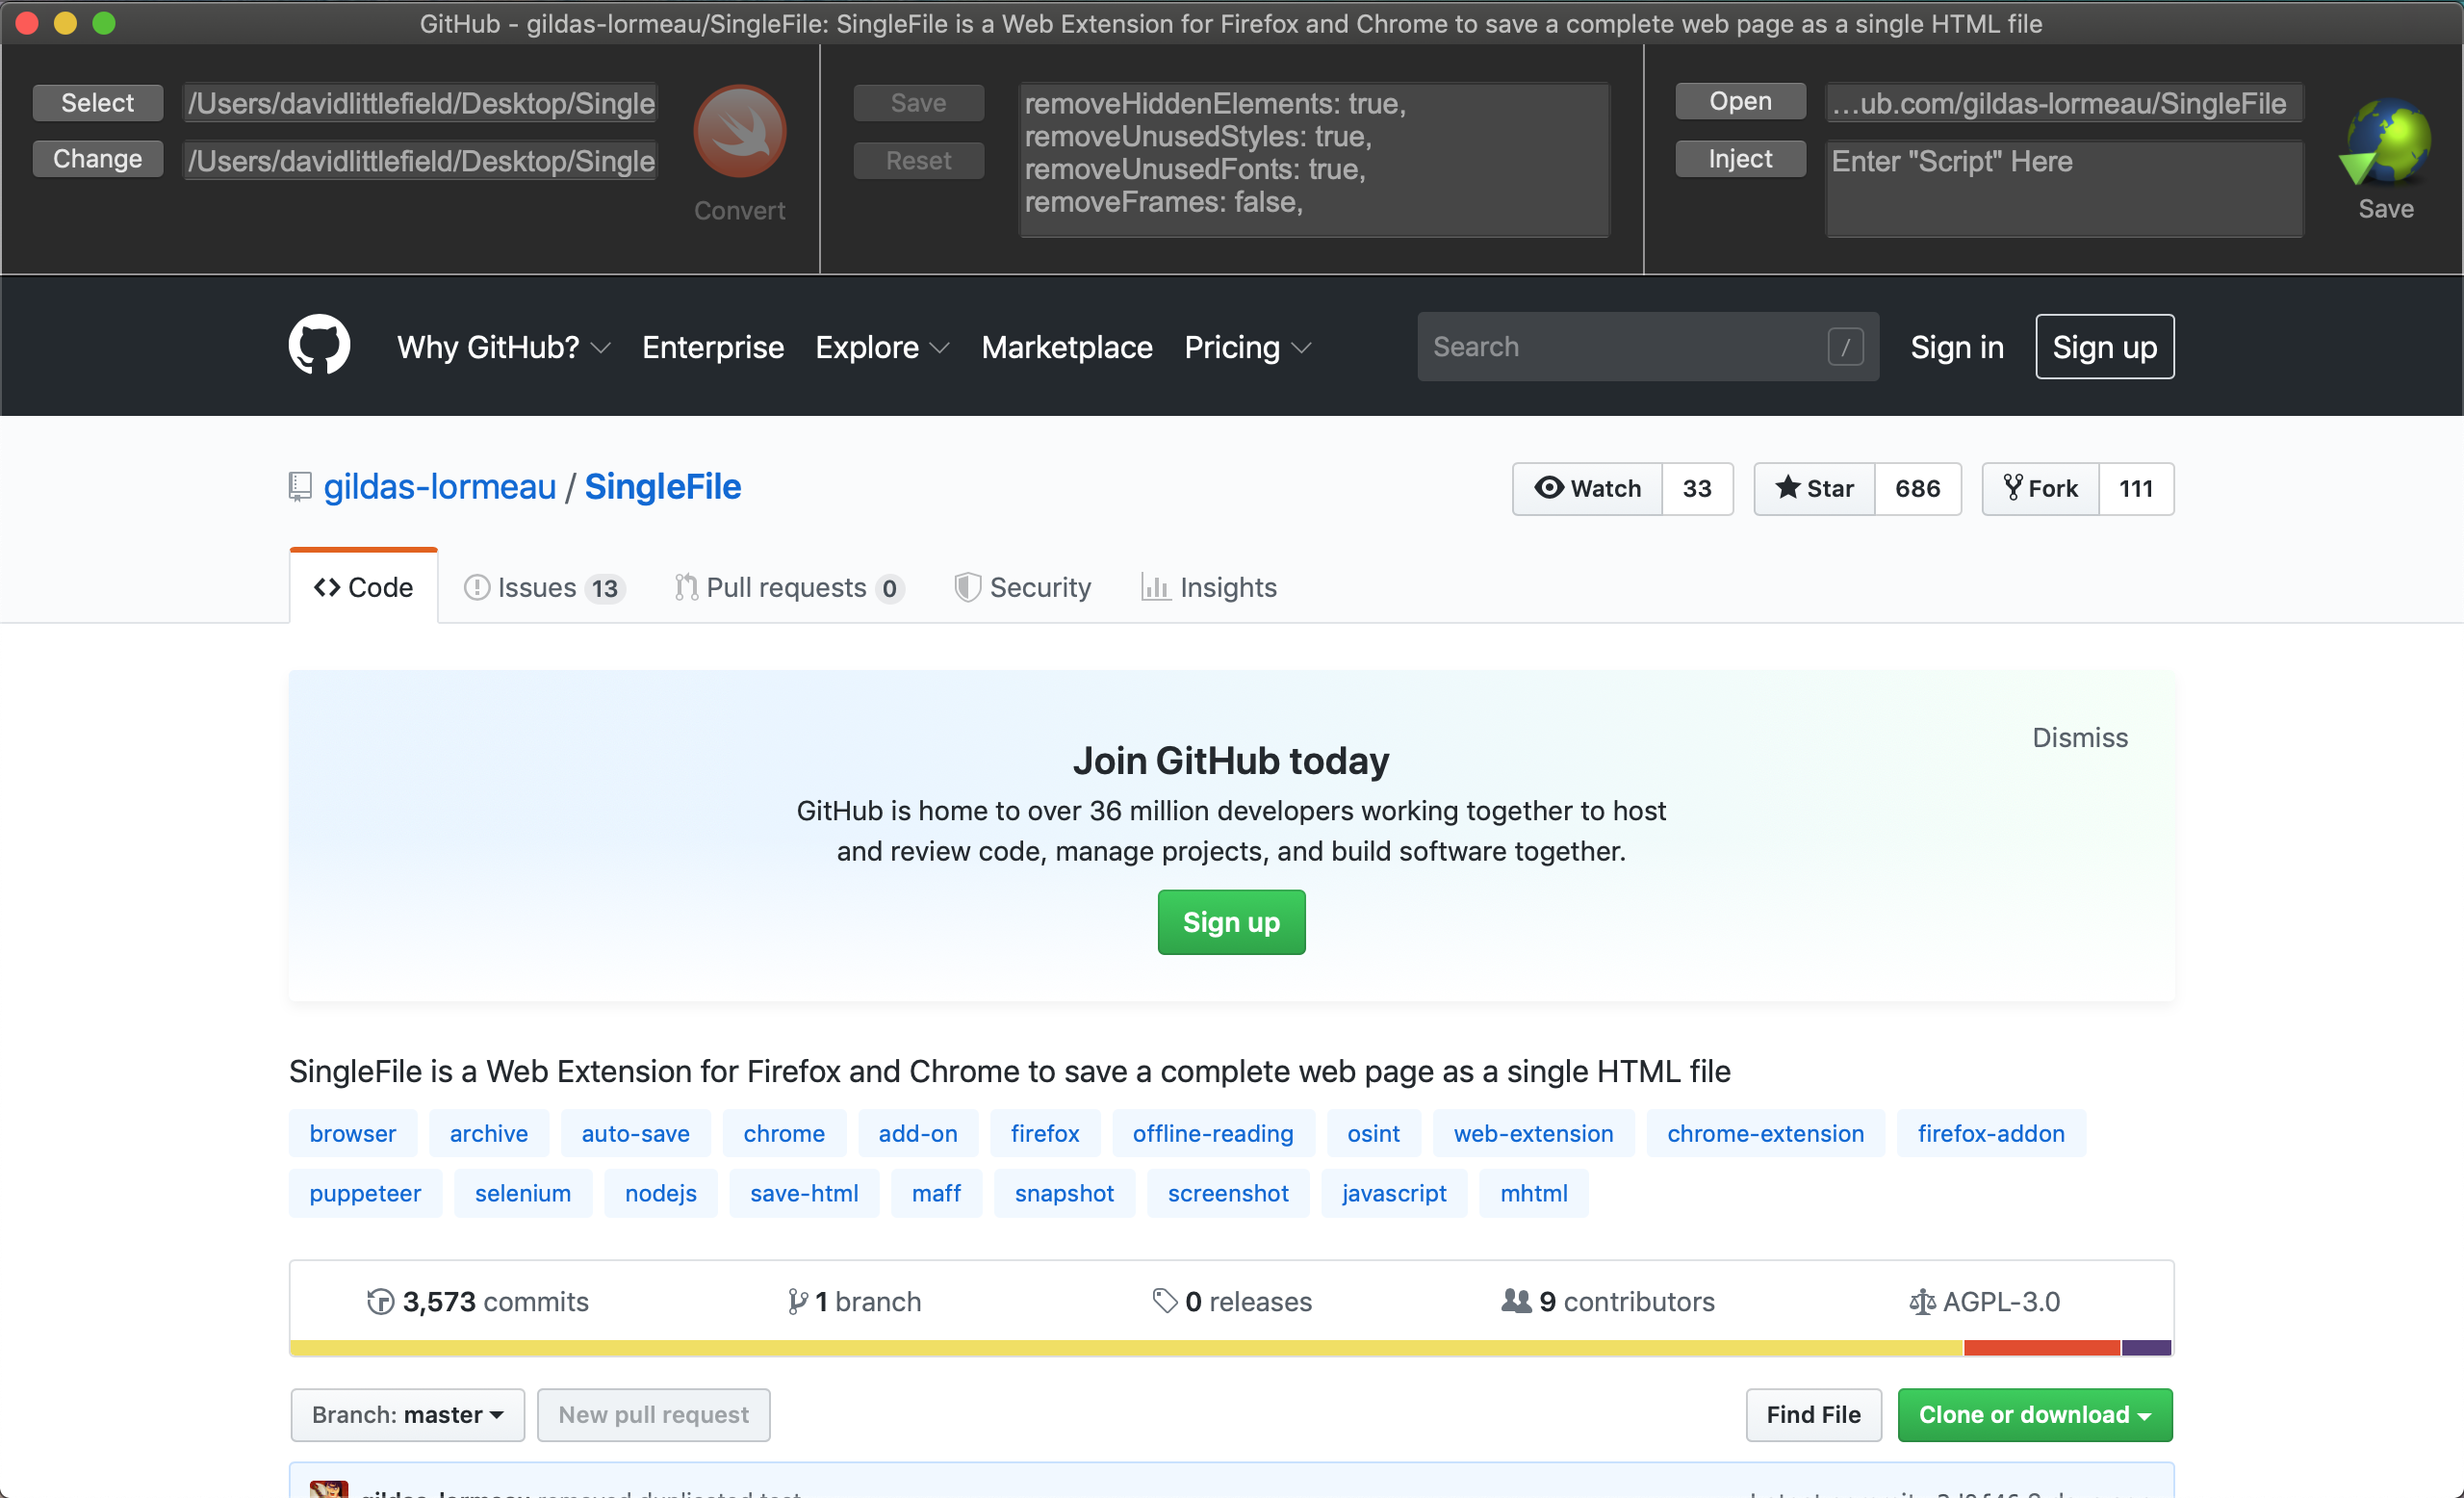 GitHub - gildas-lormeau/SingleFile: SingleFile is a Web Extension for Firefox and Chrome to save a complete web page as a single HTML file
Select /Users/davidlittlefield/Desktop/Single
Change /Users/davidlittlefield/Desktop/Single
Convert
Save
Reset
removeHiddenElements: true,
removeUnusedStyles: true,
removeUnusedFonts: true,
removeFrames: false,
Open ...ub.com/gildas-lormeau/SingleFile
Inject Enter "Script" Here
Save
Why GitHub? Enterprise Explore Marketplace Pricing Search / Sign in Sign up
gildas-lormeau / SingleFile Watch 33 Star 686 Fork 111
Code Issues 13 Pull requests 0 Security Insights
Dismiss
Join GitHub today
GitHub is home to over 36 million developers working together to host
and review code, manage projects, and build software together.
Sign up
SingleFile is a Web Extension for Firefox and Chrome to save a complete web page as a single HTML file
browser archive auto-save chrome add-on firefox offline-reading osint web-extension chrome-extension firefox-addon
puppeteer selenium nodejs save-html maff snapshot screenshot javascript mhtml
3,573 commits 1 branch 0 releases 9 contributors AGPL-3.0
Branch: master New pull request Find File Clone or download
gildas-lormeau removed duplicated test